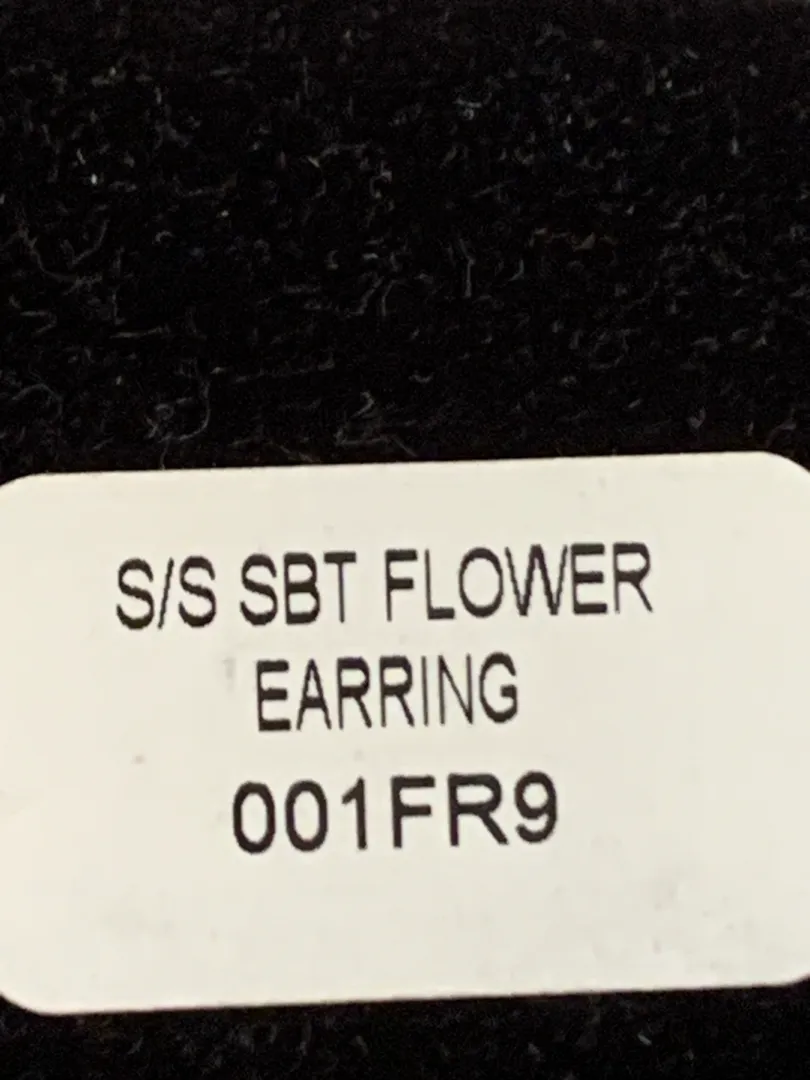 S/S SBT FLOWER
EARRING
001FR9